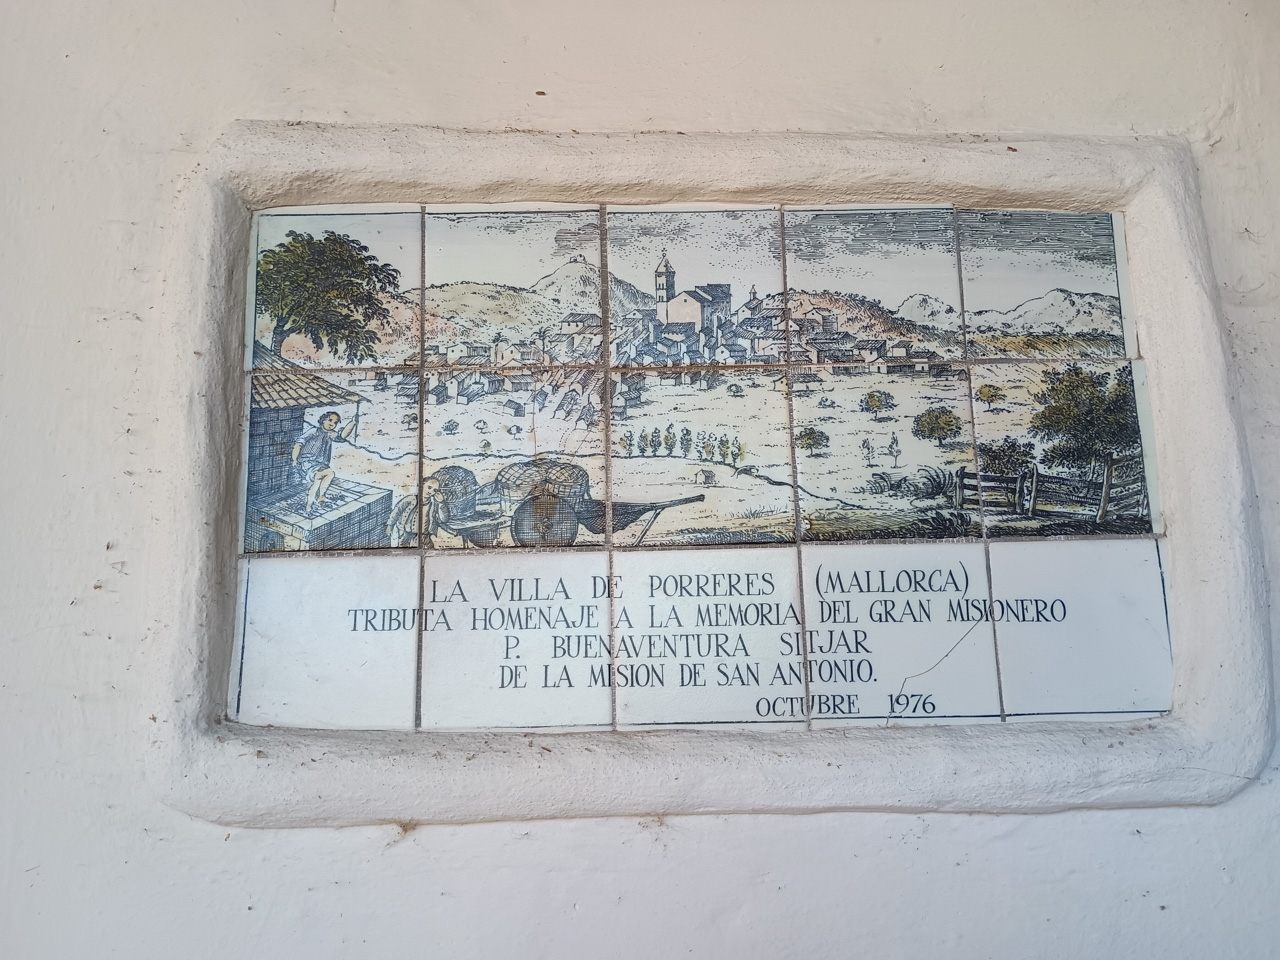 LA VILLA DE PORRERES (MALLORCA)
TRIBUTA HOMENAJE A LA MEMORIA DEL GRAN MISIONERO
P. BUENAVENTURA SITJAR
DE LA MISION DE SAN ANTONIO.
OCTUBRE 1976